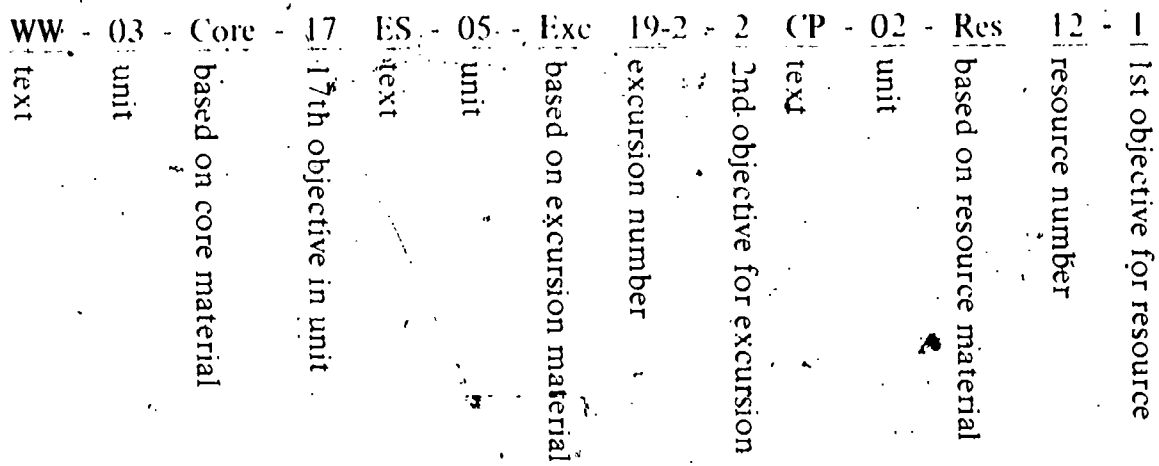 WW - 03 - Core - 17 ES - 05 - Exc 19-2 - 2 CP - 02 - Res 12 - 1
text
unit
based on core material
17th objective in unit
text
unit
based on excursion material
excursion number
2nd objective for excursion
text
unit
based on resource material
resource number
1st objective for resource